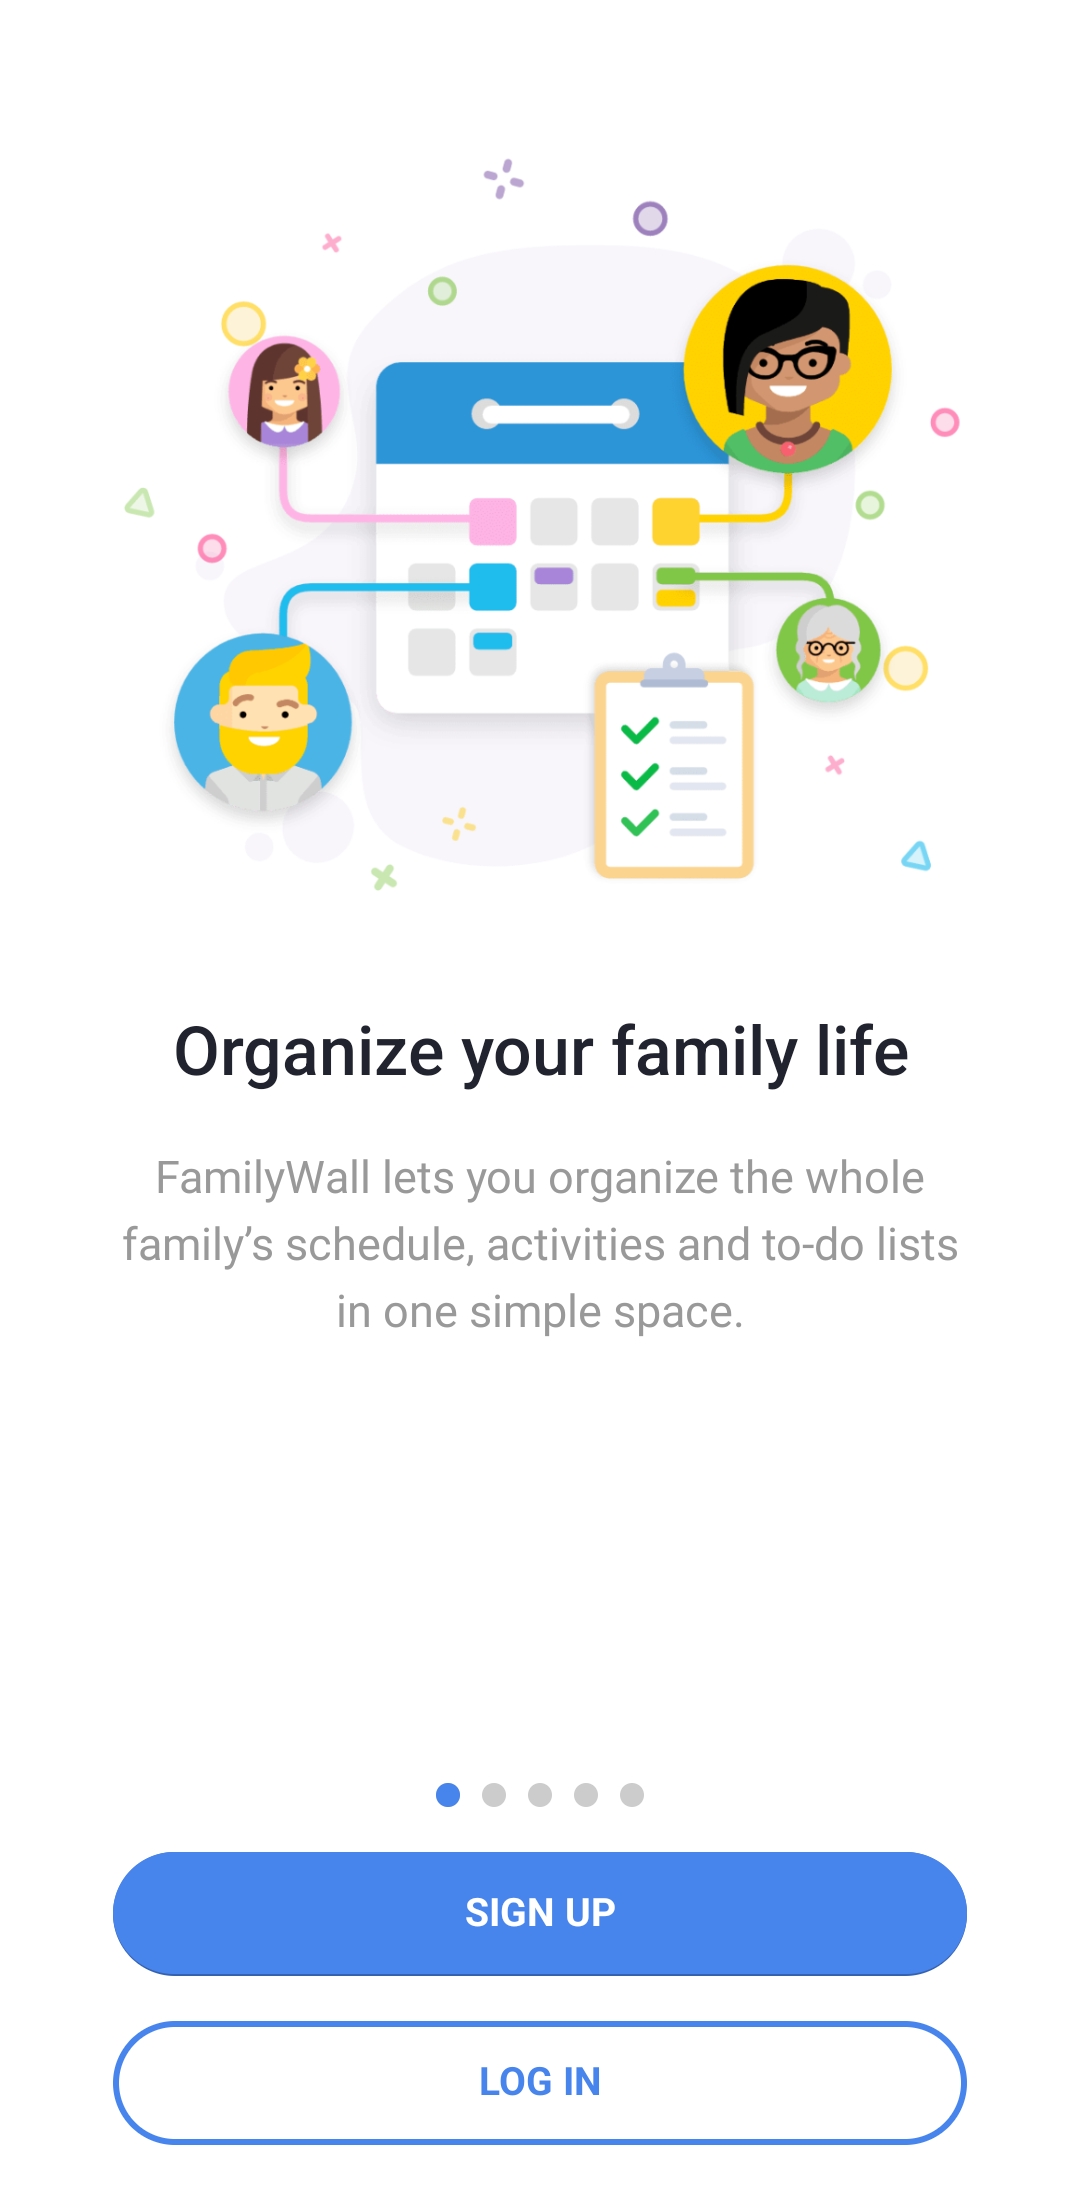 Organize your family life
FamilyWall lets you organize the whole
family’s schedule, activities and to-do lists
in one simple space.
SIGN UP
LOG IN